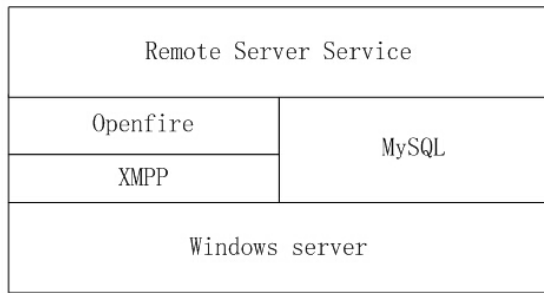 Remote Server Service
Openfire
MySQL
XMPP
Windows server